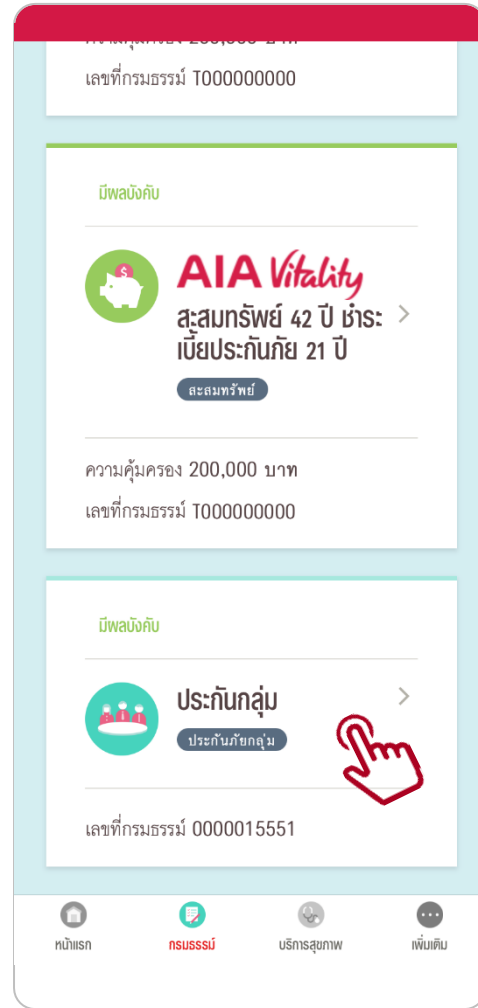 เลขที่กรมธรรม์ T000000000
มีผลบังคับ
AIA Vitality
สะสมทรัพย์ 42 ปี ชำระ
เบี้ยประกันภัย 21 ปี
สะสมทรัพย์
ความคุ้มครอง 200,000 บาท
เลขที่กรมธรรม์ T000000000
มีผลบังคับ
ประกันกลุ่ม
ประกันภัยกลุ่ม
เลขที่กรมธรรม์ 0000015551
หน้าแรก กรมธรรม์ บริการสุขภาพ เพิ่มเติม